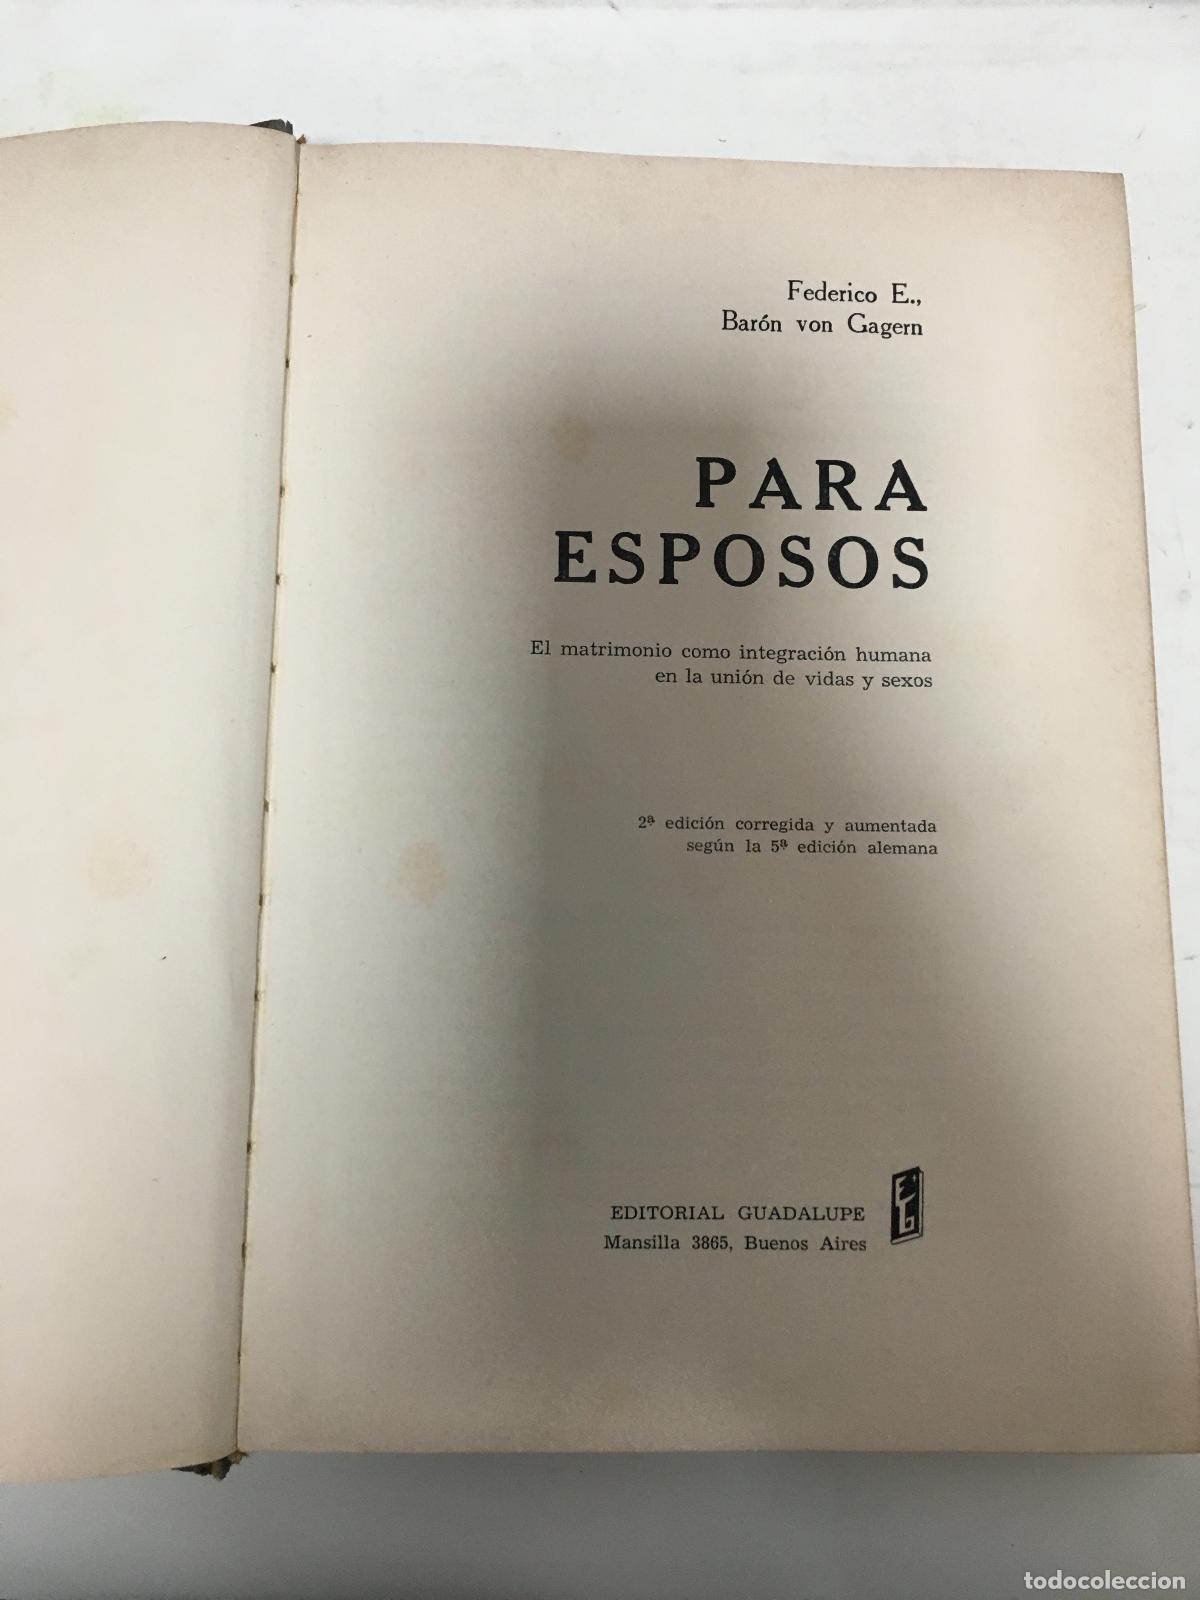 Federico E.,
Barón von Gagern
PARA
ESPOSOS
El matrimonio como integración humana
en la unión de vidas y sexos
2ª edición corregida y aumentada
según la 5ª edición alemana
EDITORIAL GUADALUPE
Mansilla 3865, Buenos Aires
EG
todocoleccion